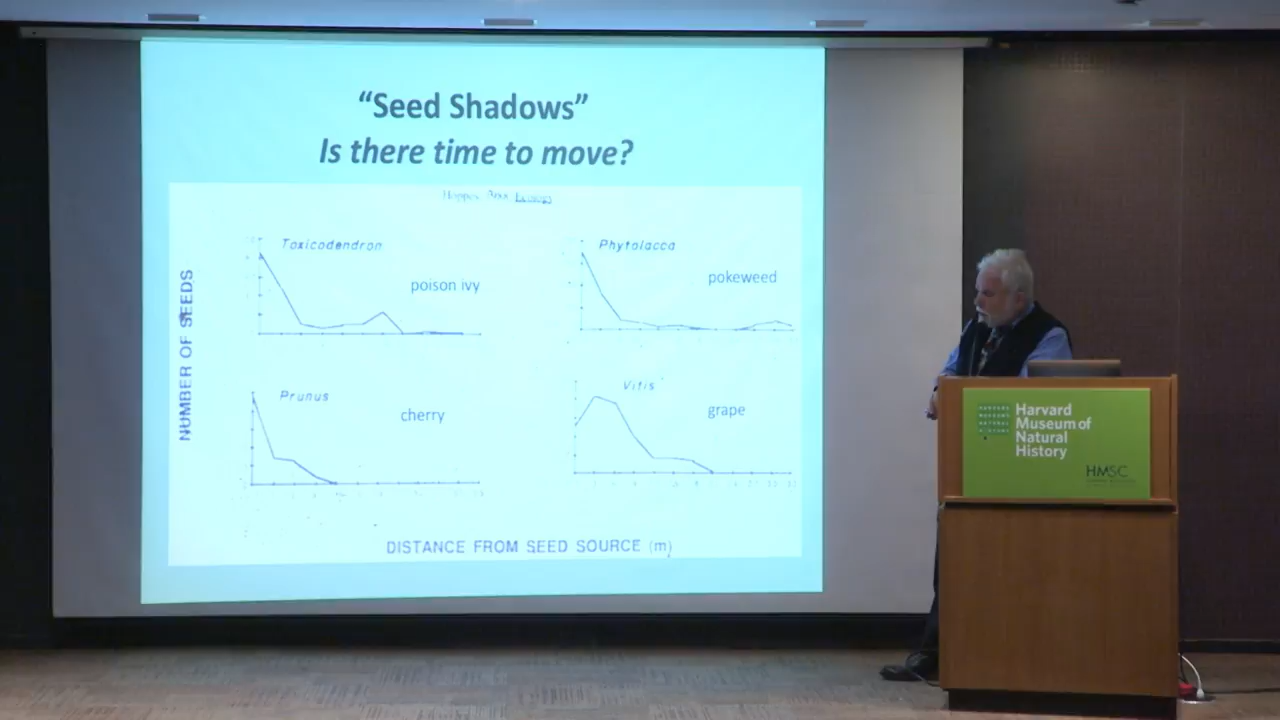 “Seed Shadows”
Is there time to move?
NUMBER OF SEEDS
Toxicodendron
poison ivy
Phytolacca
pokeweed
Prunus
cherry
Vitis
grape
DISTANCE FROM SEED SOURCE (m)
Harvard
Museum of
Natural
History
HMSC